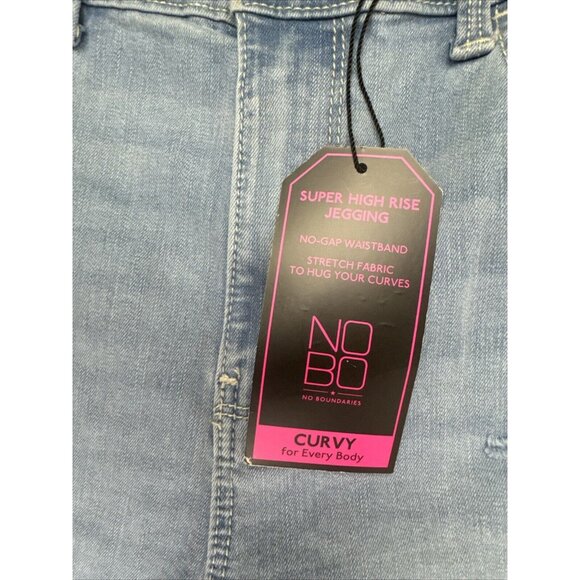 SUPER HIGH RISE
JEGGING
NO-GAP WAISTBAND
STRETCH FABRIC
TO HUG YOUR CURVES
NO
BO
NO BOUNDARIES
CURVY
for Every Body